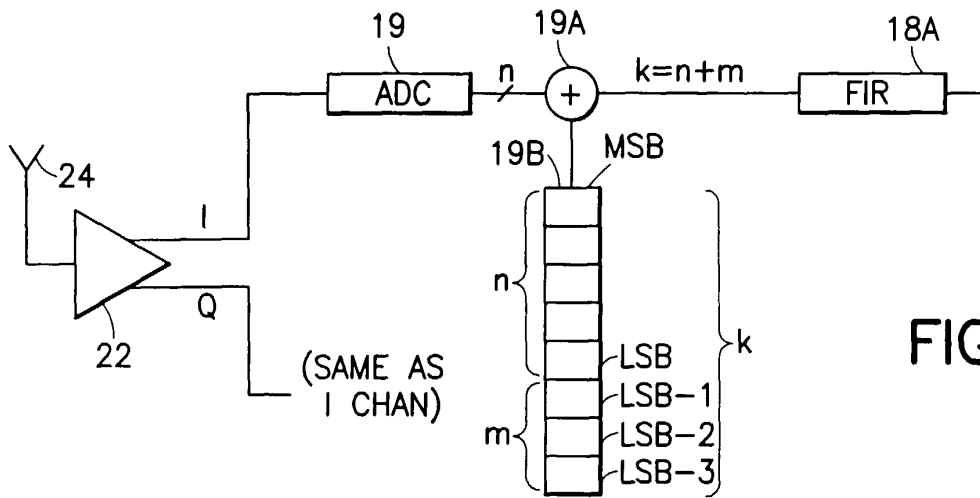 19
19A
18A
ADC
n
+
k=n+m
FIR
19B
MSB
24
I
n
Q
k
22
FIG
(SAME AS
I CHAN)
LSB
LSB-1
m
LSB-2
LSB-3